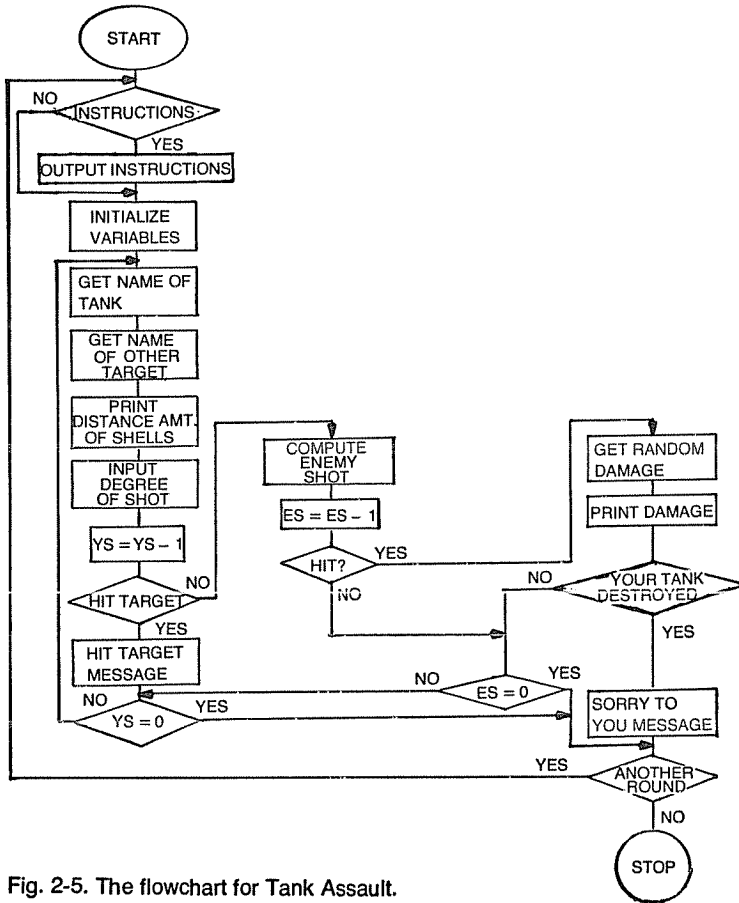 START
NO
INSTRUCTIONS
YES
OUTPUT INSTRUCTIONS
INITIALIZE
VARIABLES
GET NAME OF
TANK
GET NAME
OF OTHER
TARGET
PRINT
DISTANCE AMT.
OF SHELLS
INPUT
DEGREE
OF SHOT
YS = YS − 1
HIT TARGET
NO
YES
HIT TARGET
MESSAGE
NO
YS = 0
YES
COMPUTE
ENEMY
SHOT
ES = ES − 1
HIT?
YES
NO
NO
ES = 0
YES
GET RANDOM
DAMAGE
PRINT DAMAGE
NO
YOUR TANK
DESTROYED
YES
SORRY TO
YOU MESSAGE
YES
ANOTHER
ROUND
NO
STOP
Fig. 2-5. The flowchart for Tank Assault.